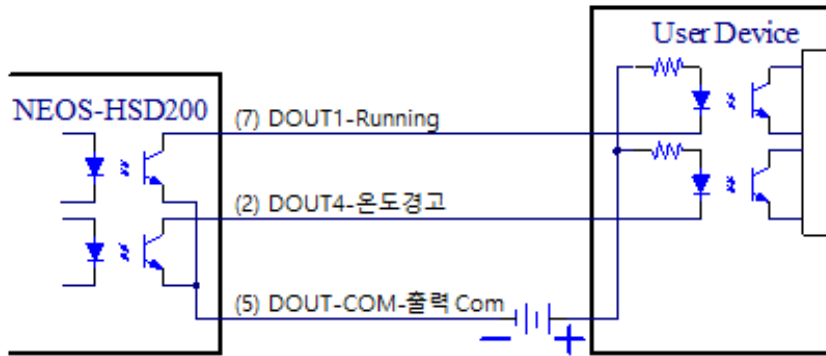 User Device
NEOS-HSD200
(7) DOUT1-Running
(2) DOUT4-온도경고
(5) DOUT-COM-출력 Com
− +